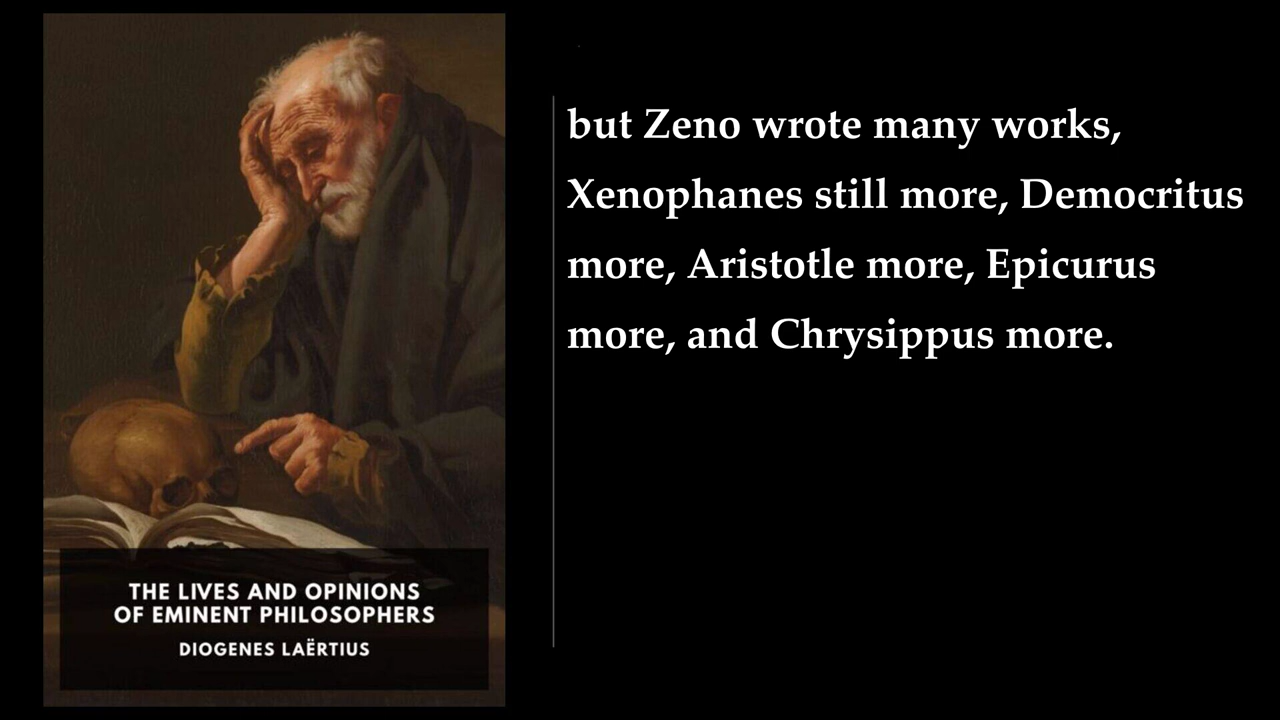 but Zeno wrote many works,
Xenophanes still more, Democritus
more, Aristotle more, Epicurus
more, and Chrysippus more.
THE LIVES AND OPINIONS
OF EMINENT PHILOSOPHERS
DIOGENES LAËRTIUS